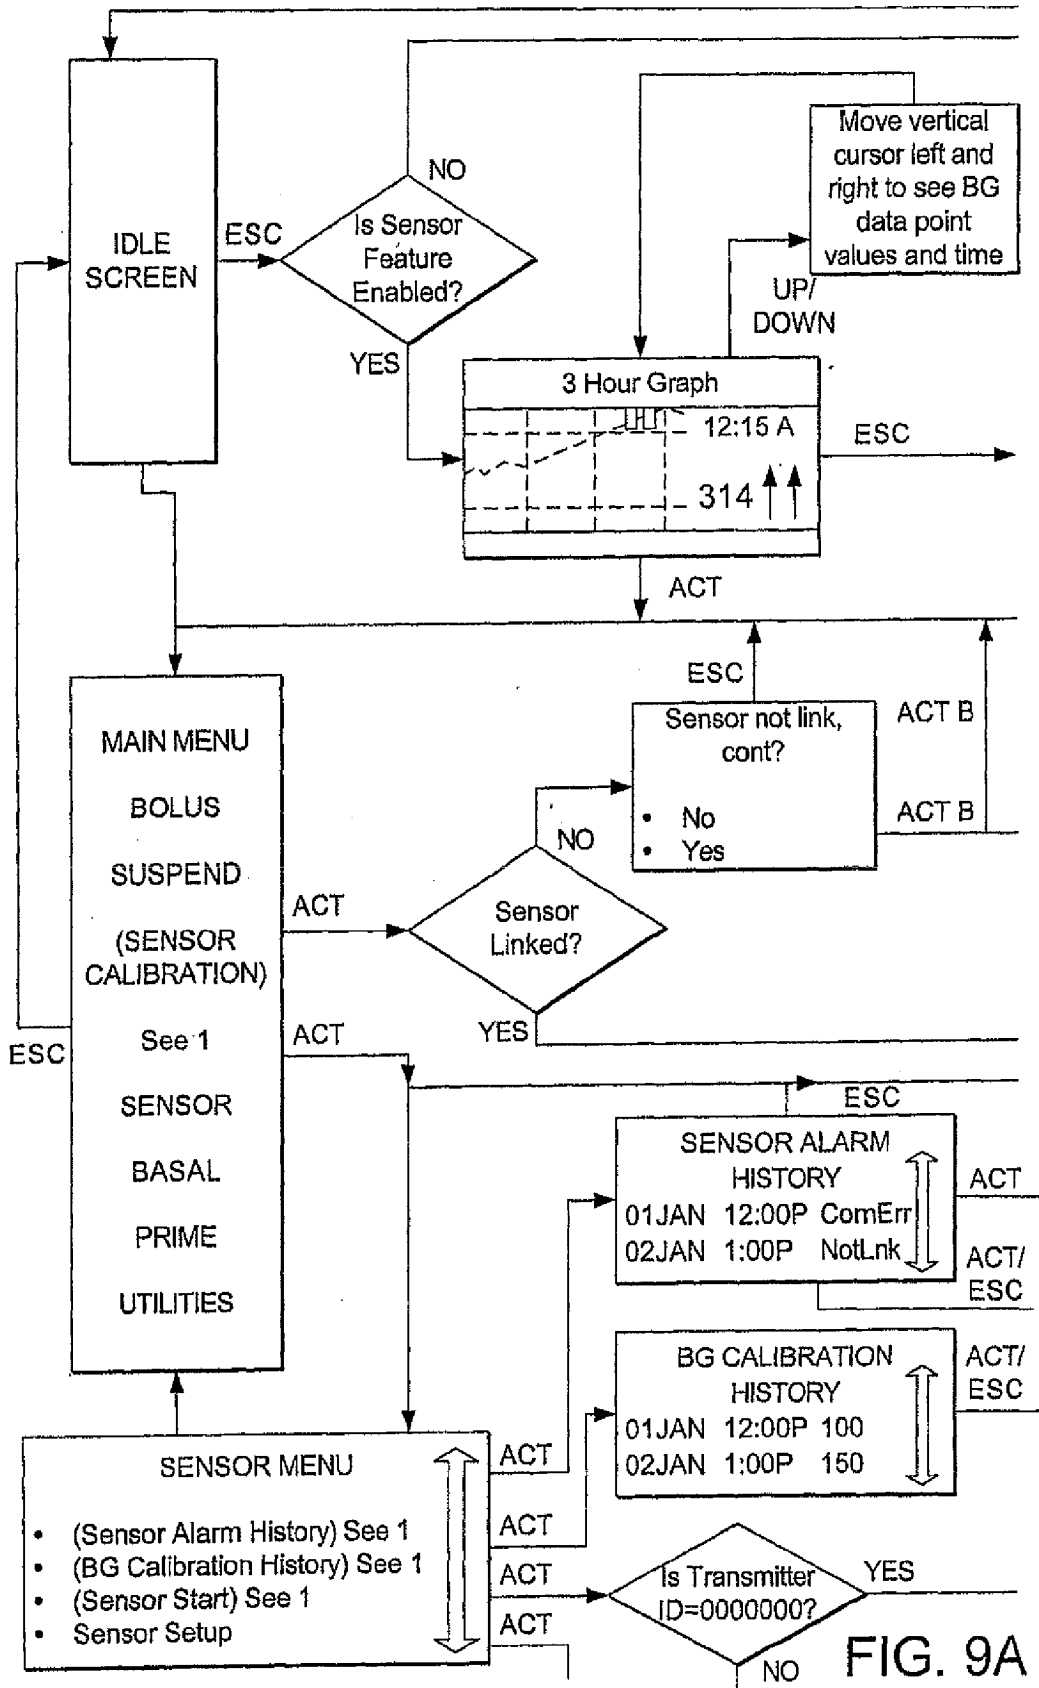 Move vertical
cursor left and
right to see BG
data point
values and time
NO
IDLE
SCREEN
ESC
Is Sensor
Feature
Enabled?
YES
UP/
DOWN
3 Hour Graph
12:15 A
314
ESC
ACT
ESC
ACT B
Sensor not link,
cont?
• No
• Yes
ACT B
MAIN MENU
BOLUS
SUSPEND
(SENSOR
CALIBRATION)
See 1
SENSOR
BASAL
PRIME
UTILITIES
ACT
NO
Sensor
Linked?
YES
ACT
ESC
ESC
SENSOR ALARM
HISTORY
01JAN 12:00P ComErr
02JAN 1:00P NotLnk
ACT
ACT/
ESC
BG CALIBRATION
HISTORY
01JAN 12:00P 100
02JAN 1:00P 150
ACT/
ESC
SENSOR MENU
• (Sensor Alarm History) See 1
• (BG Calibration History) See 1
• (Sensor Start) See 1
• Sensor Setup
ACT
ACT
ACT
ACT
Is Transmitter
ID=0000000?
YES
NO
FIG. 9A